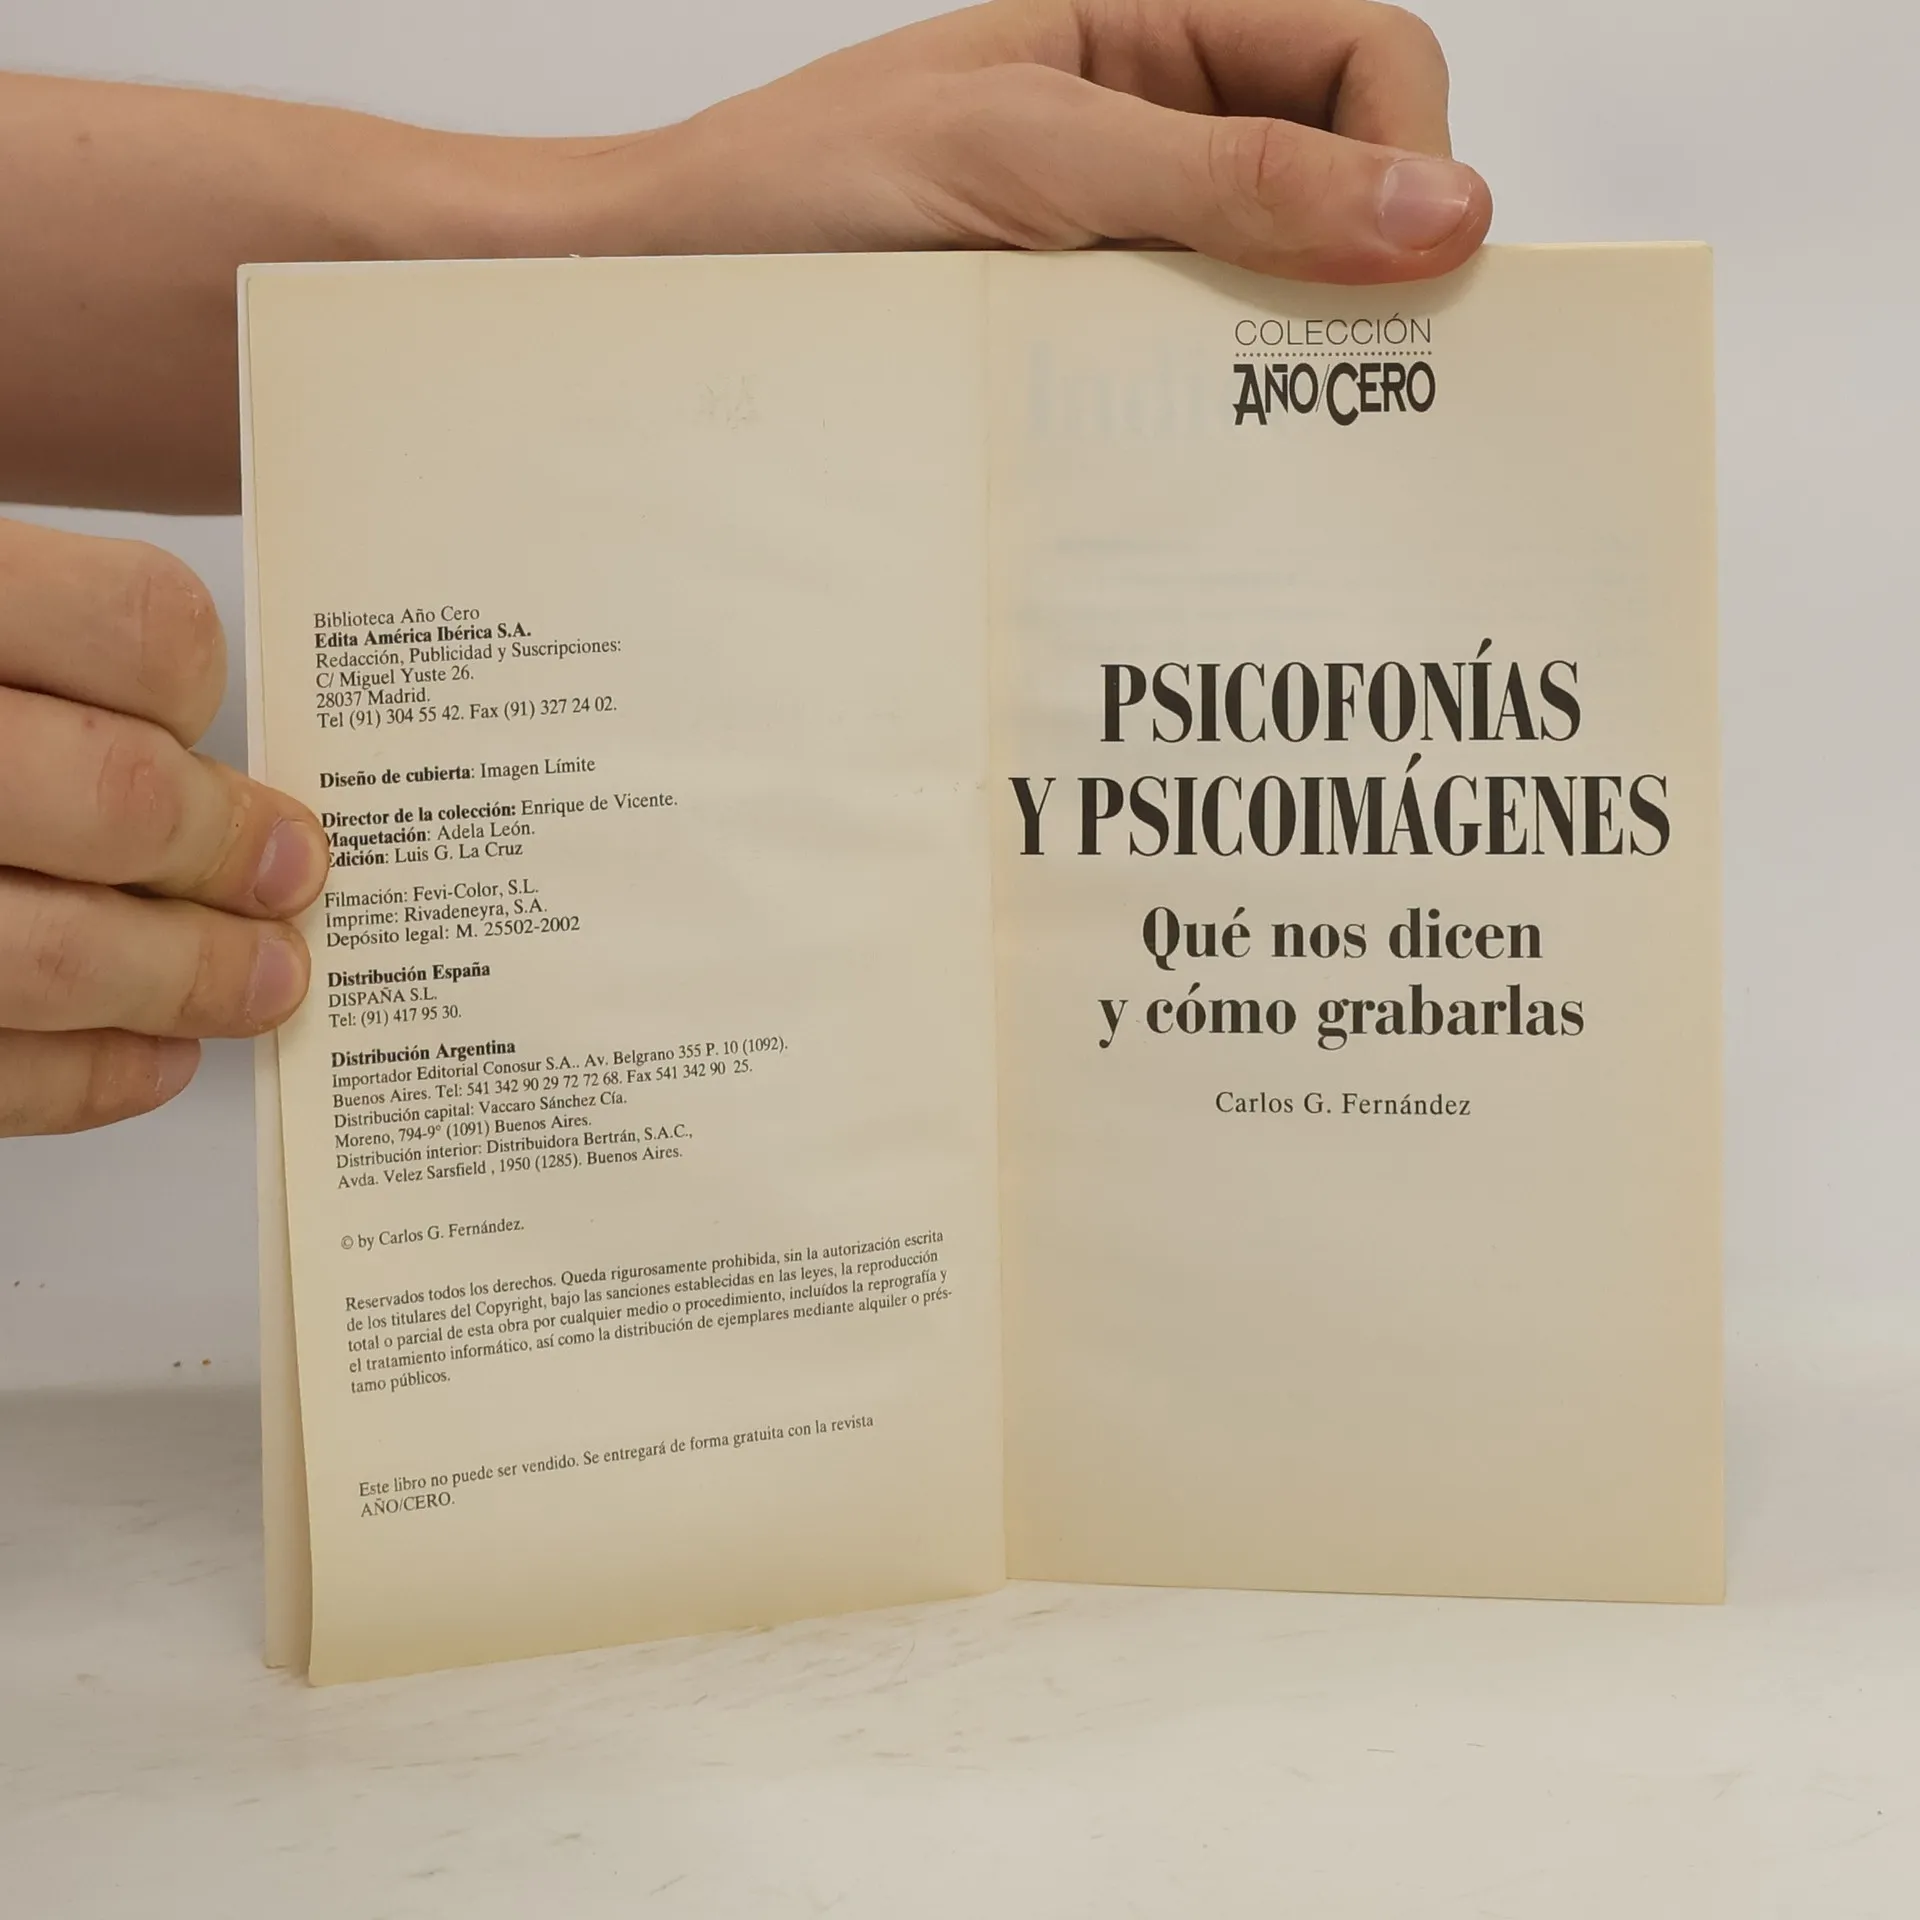 Biblioteca Año Cero
Edita América Ibérica S.A.
Redacción, Publicidad y Suscripciones:
C/ Miguel Yuste 26.
28037 Madrid.
Tel (91) 304 55 42. Fax (91) 327 24 02.
Diseño de cubierta: Imagen Límite
Director de la colección: Enrique de Vicente.
Maquetación: Adela León.
Edición: Luis G. La Cruz
Filmación: Fevi-Color, S.L.
Imprime: Rivadeneyra, S.A.
Depósito legal: M. 25502-2002
Distribución España
DISPAÑA S.L.
Tel: (91) 417 95 30.
Distribución Argentina
Importador Editorial Conosur S.A.. Av. Belgrano 355 P. 10 (1092).
Buenos Aires. Tel: 541 342 90 29 72 72 68. Fax 541 342 90 25.
Distribución capital: Vaccaro Sánchez Cía.
Moreno, 794-9° (1091) Buenos Aires.
Distribución interior: Distribuidora Bertrán, S.A.C.,
Avda. Velez Sarsfield , 1950 (1285). Buenos Aires.
© by Carlos G. Fernández.
Reservados todos los derechos. Queda rigurosamente prohibida, sin la autorización escrita
de los titulares del Copyright, bajo las sanciones establecidas en las leyes, la reproducción
total o parcial de esta obra por cualquier medio o procedimiento, incluídos la reprografía y
el tratamiento informático, así como la distribución de ejemplares mediante alquiler o prés-
tamo públicos.
Este libro no puede ser vendido. Se entregará de forma gratuita con la revista
AÑO/CERO.
COLECCIÓN
AÑO/CERO
PSICOFONÍAS
Y PSICOIMÁGENES
Qué nos dicen
y cómo grabarlas
Carlos G. Fernández